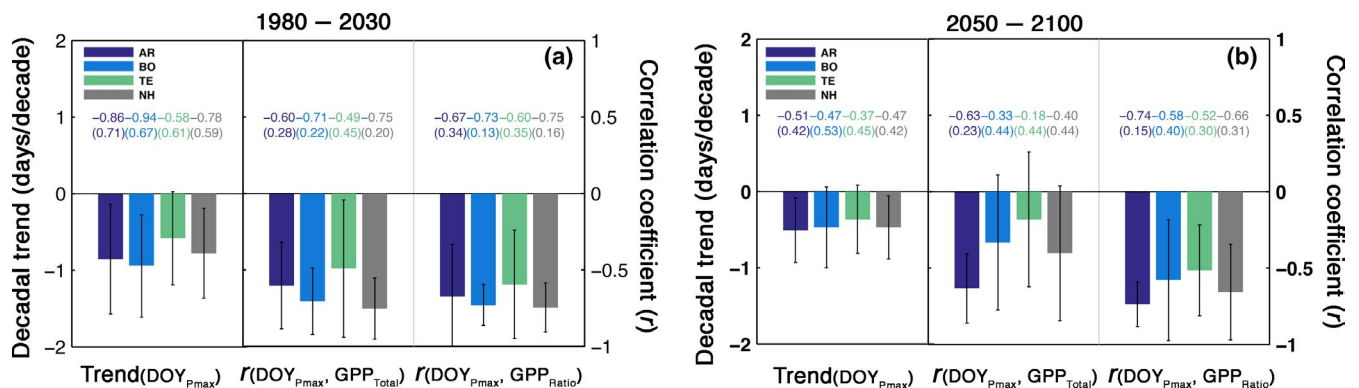 1980 – 2030
2
1
0
−1
−2
Decadal trend (days/decade)
AR
BO
TE
NH
(a)
−0.86−0.94−0.58−0.78
(0.71)(0.67)(0.61)(0.59)
−0.60−0.71−0.49−0.75
(0.28)(0.22)(0.45)(0.20)
−0.67−0.73−0.60−0.75
(0.34)(0.13)(0.35)(0.16)
1
0.5
0
−0.5
−1
Correlation coefficient (r)
Trend(DOYPmax)
r(DOYPmax, GPPTotal)
r(DOYPmax, GPPRatio)
2050 – 2100
2
1
0
−1
−2
Decadal trend (days/decade)
AR
BO
TE
NH
(b)
−0.51−0.47−0.37−0.47
(0.42)(0.53)(0.45)(0.42)
−0.63−0.33−0.18−0.40
(0.23)(0.44)(0.44)(0.44)
−0.74−0.58−0.52−0.66
(0.15)(0.40)(0.30)(0.31)
1
0.5
0
−0.5
−1
Correlation coefficient (r)
Trend(DOYPmax)
r(DOYPmax, GPPTotal)
r(DOYPmax, GPPRatio)